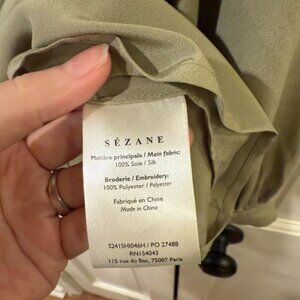 SÉZANE
Matière principale / Main fabric:
100% Soie / Silk
Broderie / Embroidery:
100% Polyester / Polyester
Fabriqué en Chine
Made in China
S2415HI046H / PO 27488
RN154043
115 rue du Bac, 75007 Paris